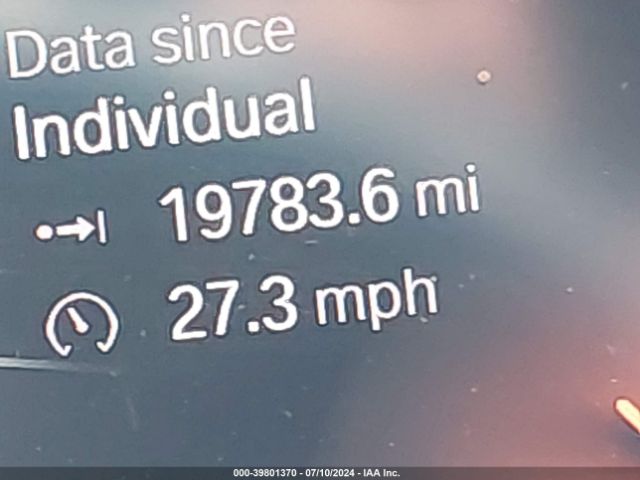 Data since
Individual
19783.6 mi
27.3 mph
000-39801370 - 07/10/2024 - IAA Inc.